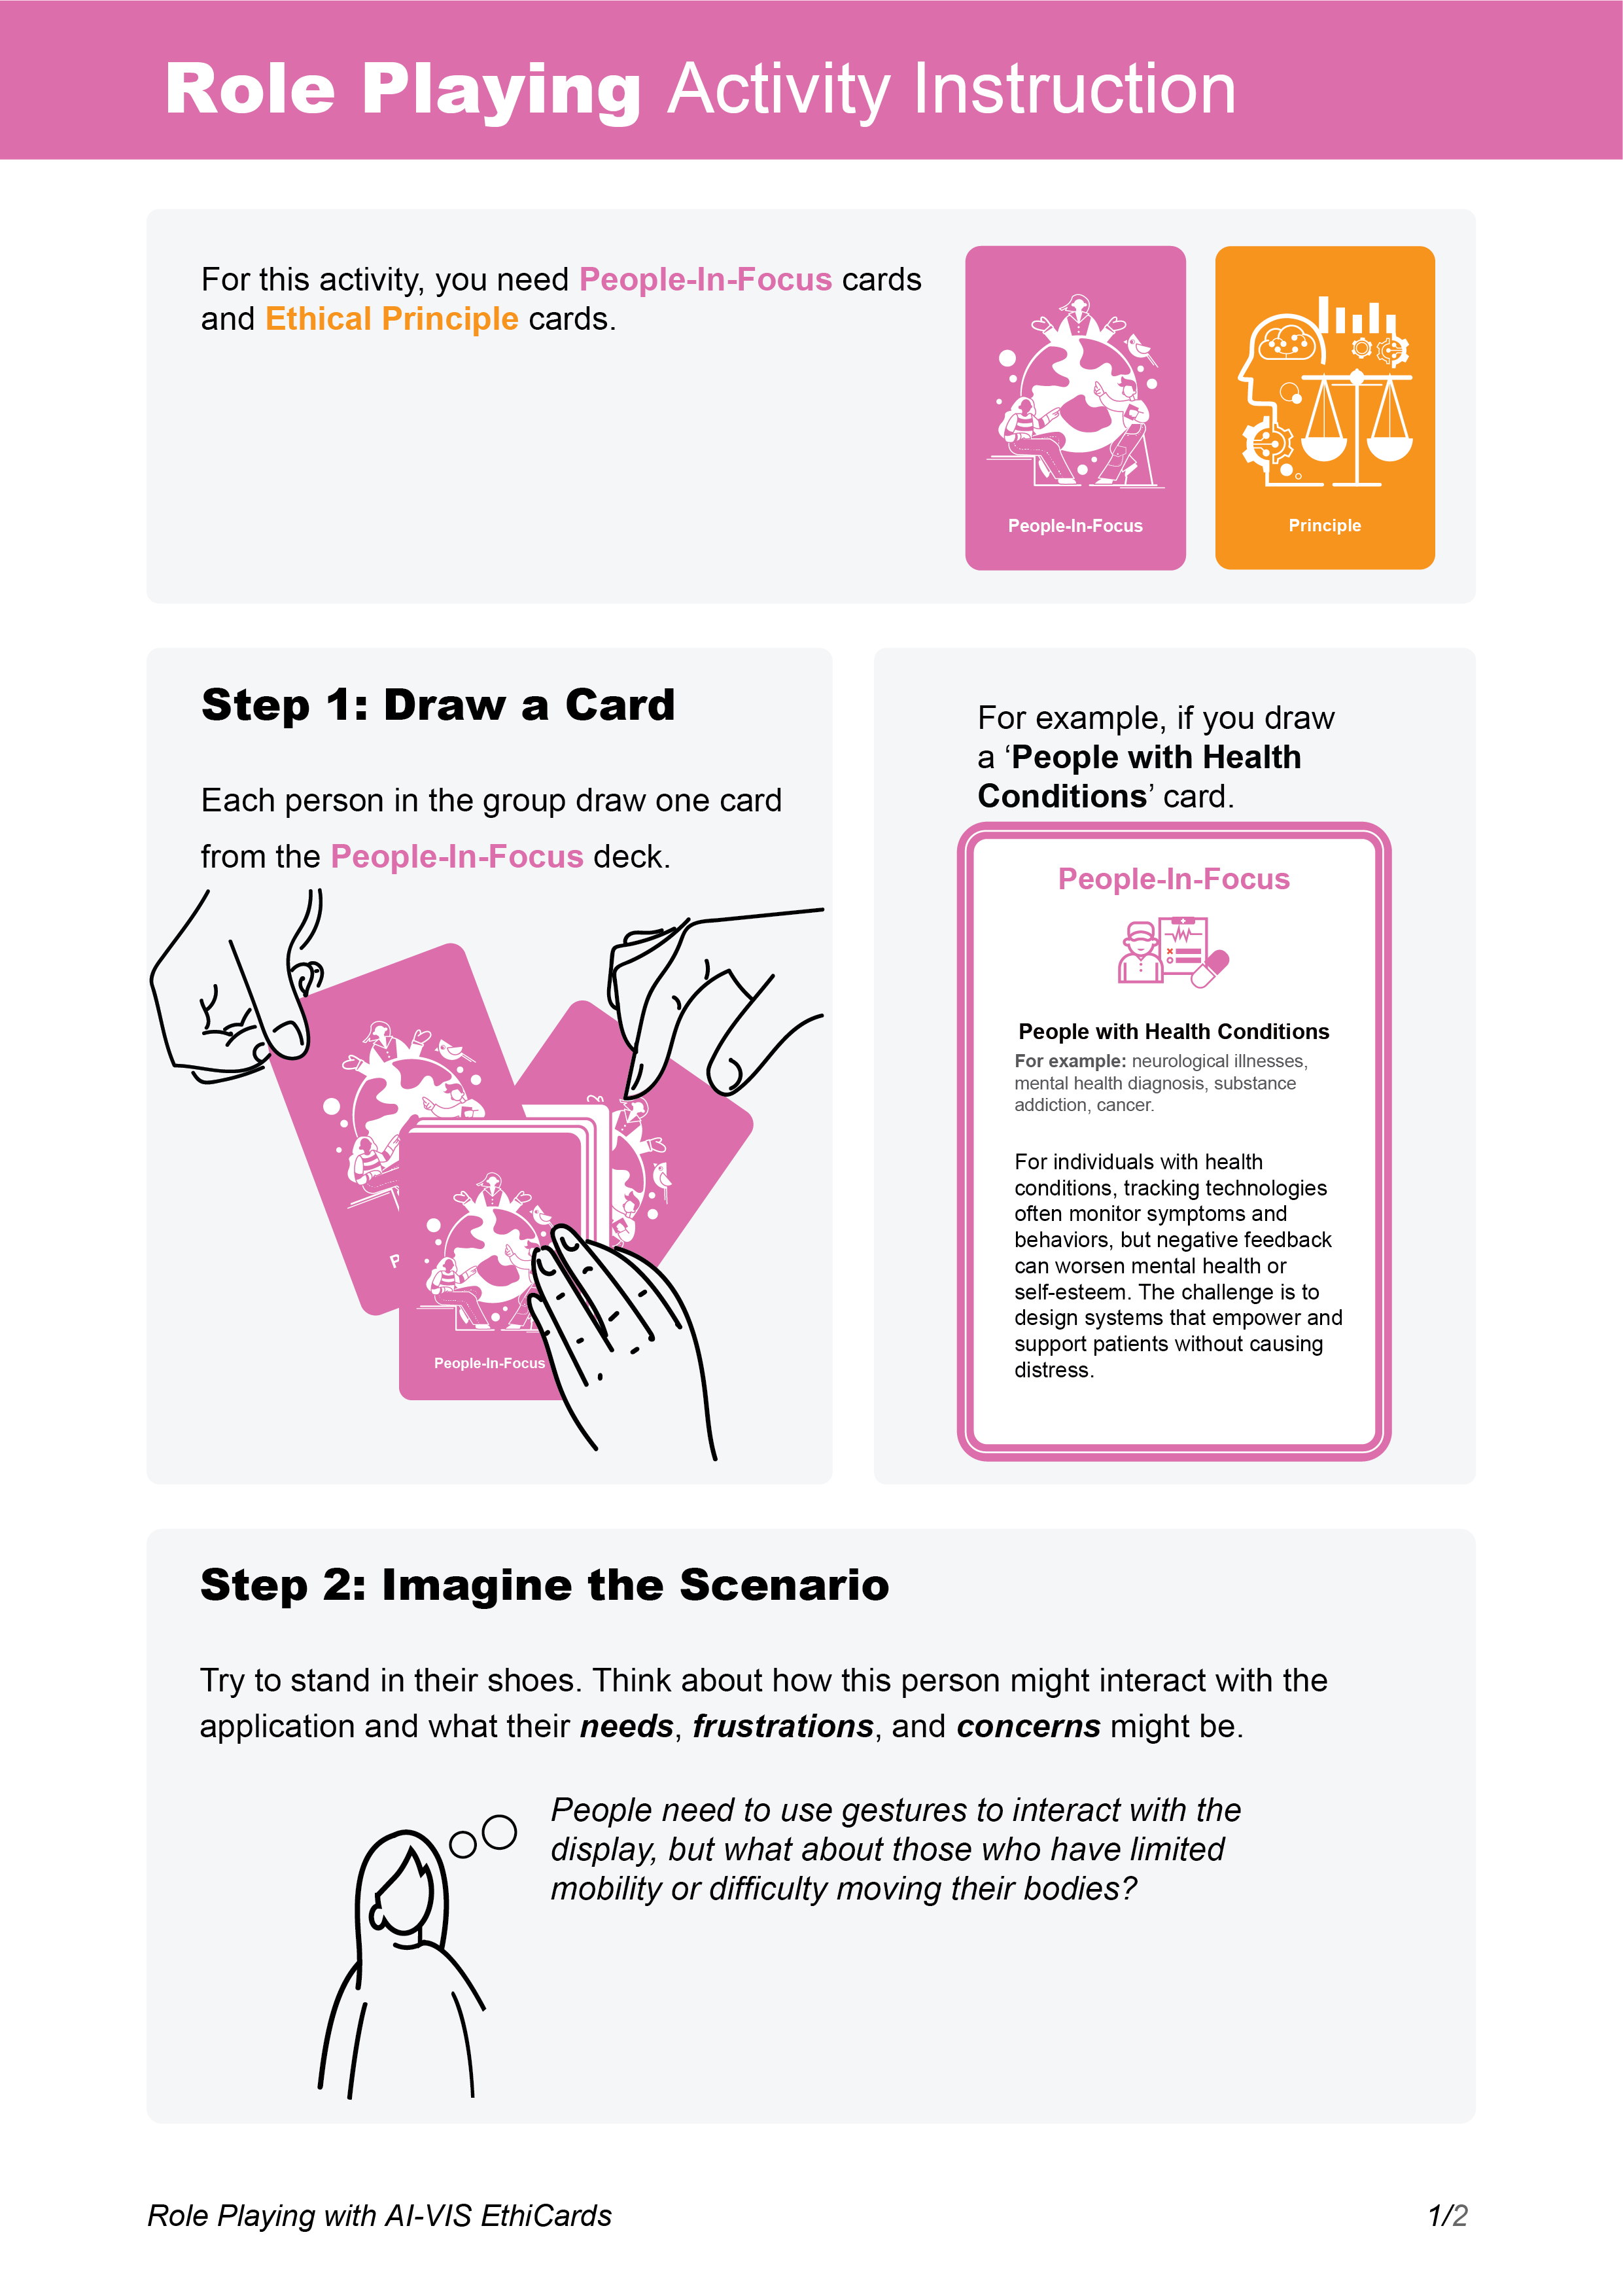 Role Playing Activity Instruction
For this activity, you need People-In-Focus cards
and Ethical Principle cards.
People-In-Focus
Principle
Step 1: Draw a Card
Each person in the group draw one card
from the People-In-Focus deck.
P
People-In-Focus
For example, if you draw
a ‘People with Health
Conditions’ card.
People-In-Focus
People with Health Conditions
For example: neurological illnesses,
mental health diagnosis, substance
addiction, cancer.
For individuals with health
conditions, tracking technologies
often monitor symptoms and
behaviors, but negative feedback
can worsen mental health or
self-esteem. The challenge is to
design systems that empower and
support patients without causing
distress.
Step 2: Imagine the Scenario
Try to stand in their shoes. Think about how this person might interact with the
application and what their needs, frustrations, and concerns might be.
People need to use gestures to interact with the
display, but what about those who have limited
mobility or difficulty moving their bodies?
Role Playing with AI-VIS EthiCards
1/2